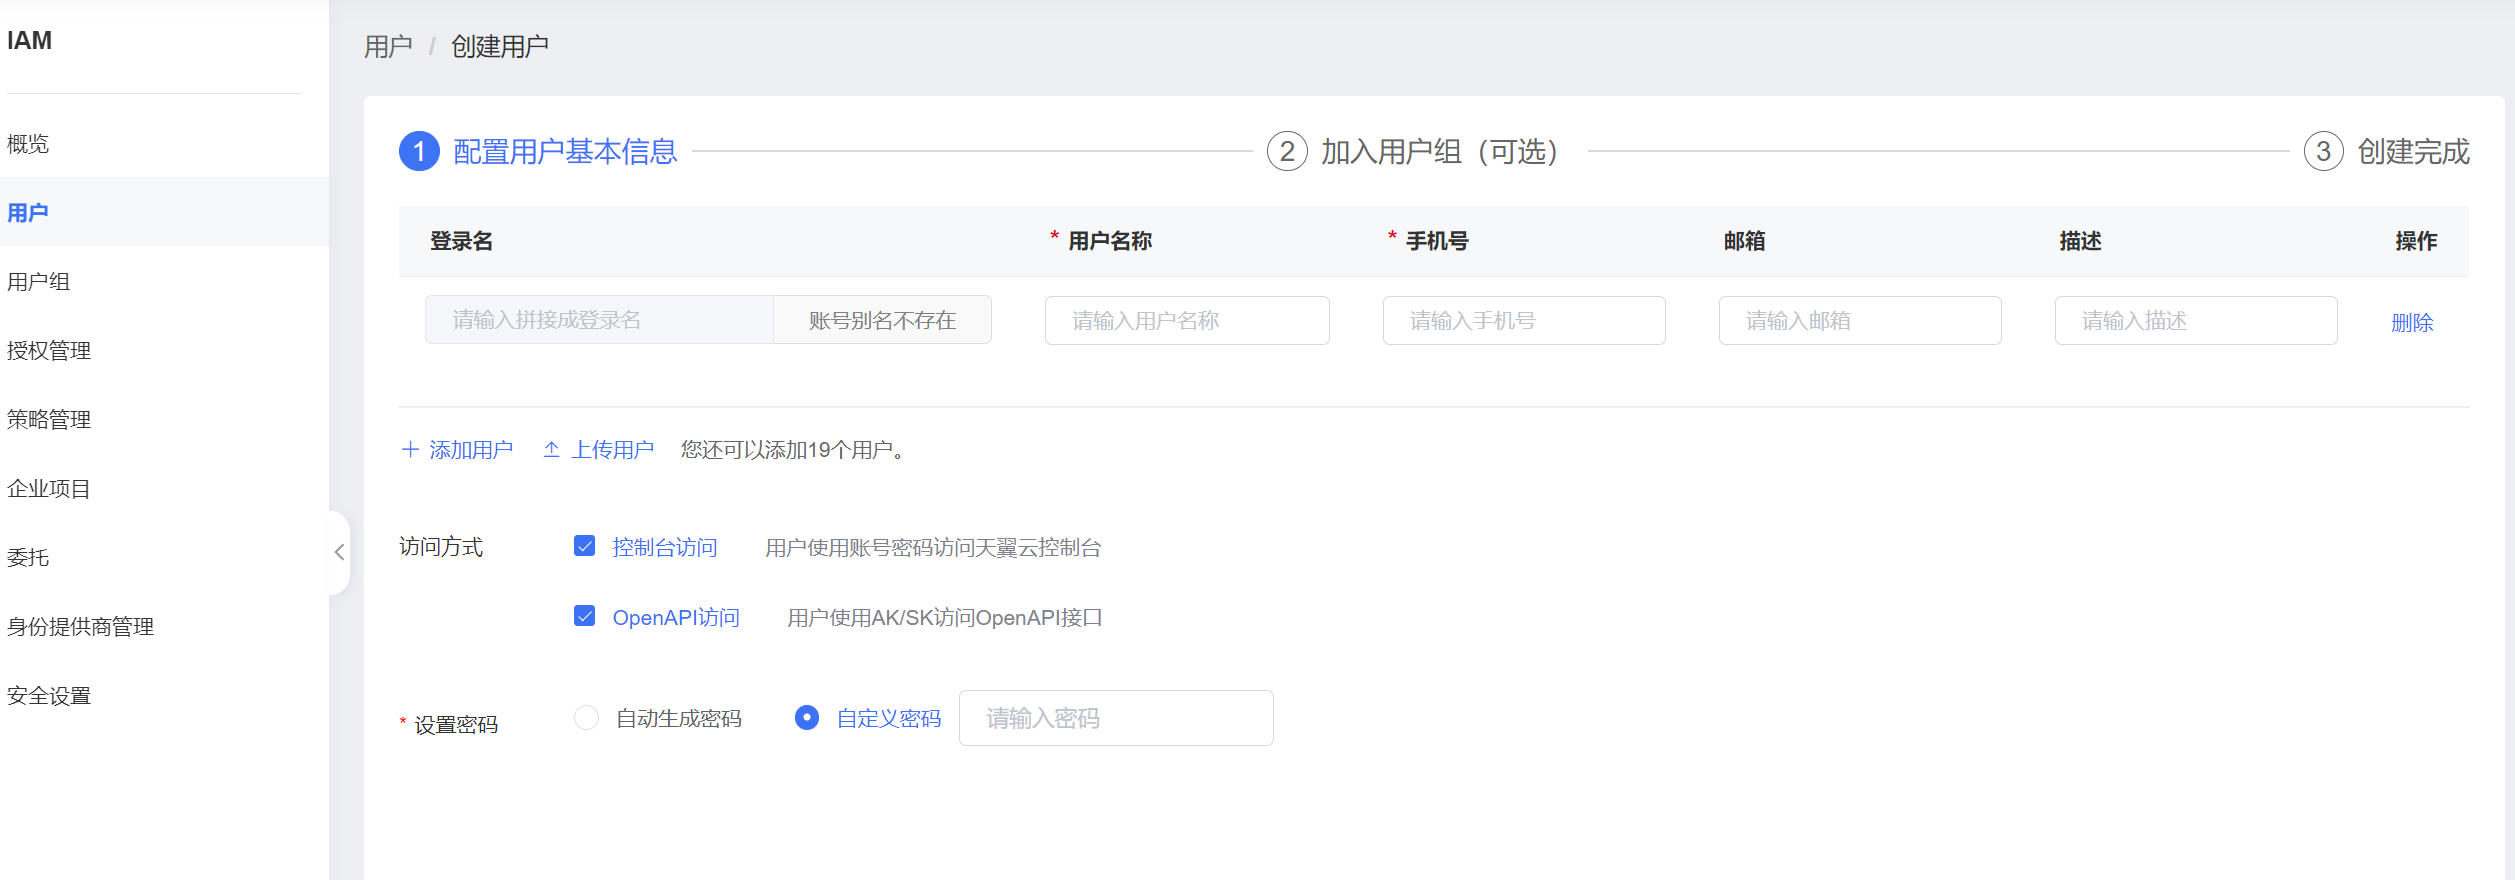 IAM
概览
用户
用户组
授权管理
策略管理
企业项目
委托
身份提供商管理
安全设置
用户 / 创建用户
1 配置用户基本信息 2 加入用户组（可选） 3 创建完成
登录名 * 用户名称 * 手机号 邮箱 描述 操作
请输入拼接成登录名 账号别名不存在 请输入用户名称 请输入手机号 请输入邮箱 请输入描述 删除
添加用户 上传用户 您还可以添加19个用户。
访问方式 控制台访问 用户使用账号密码访问天翼云控制台
OpenAPI访问 用户使用AK/SK访问OpenAPI接口
* 设置密码 自动生成密码 自定义密码 请输入密码